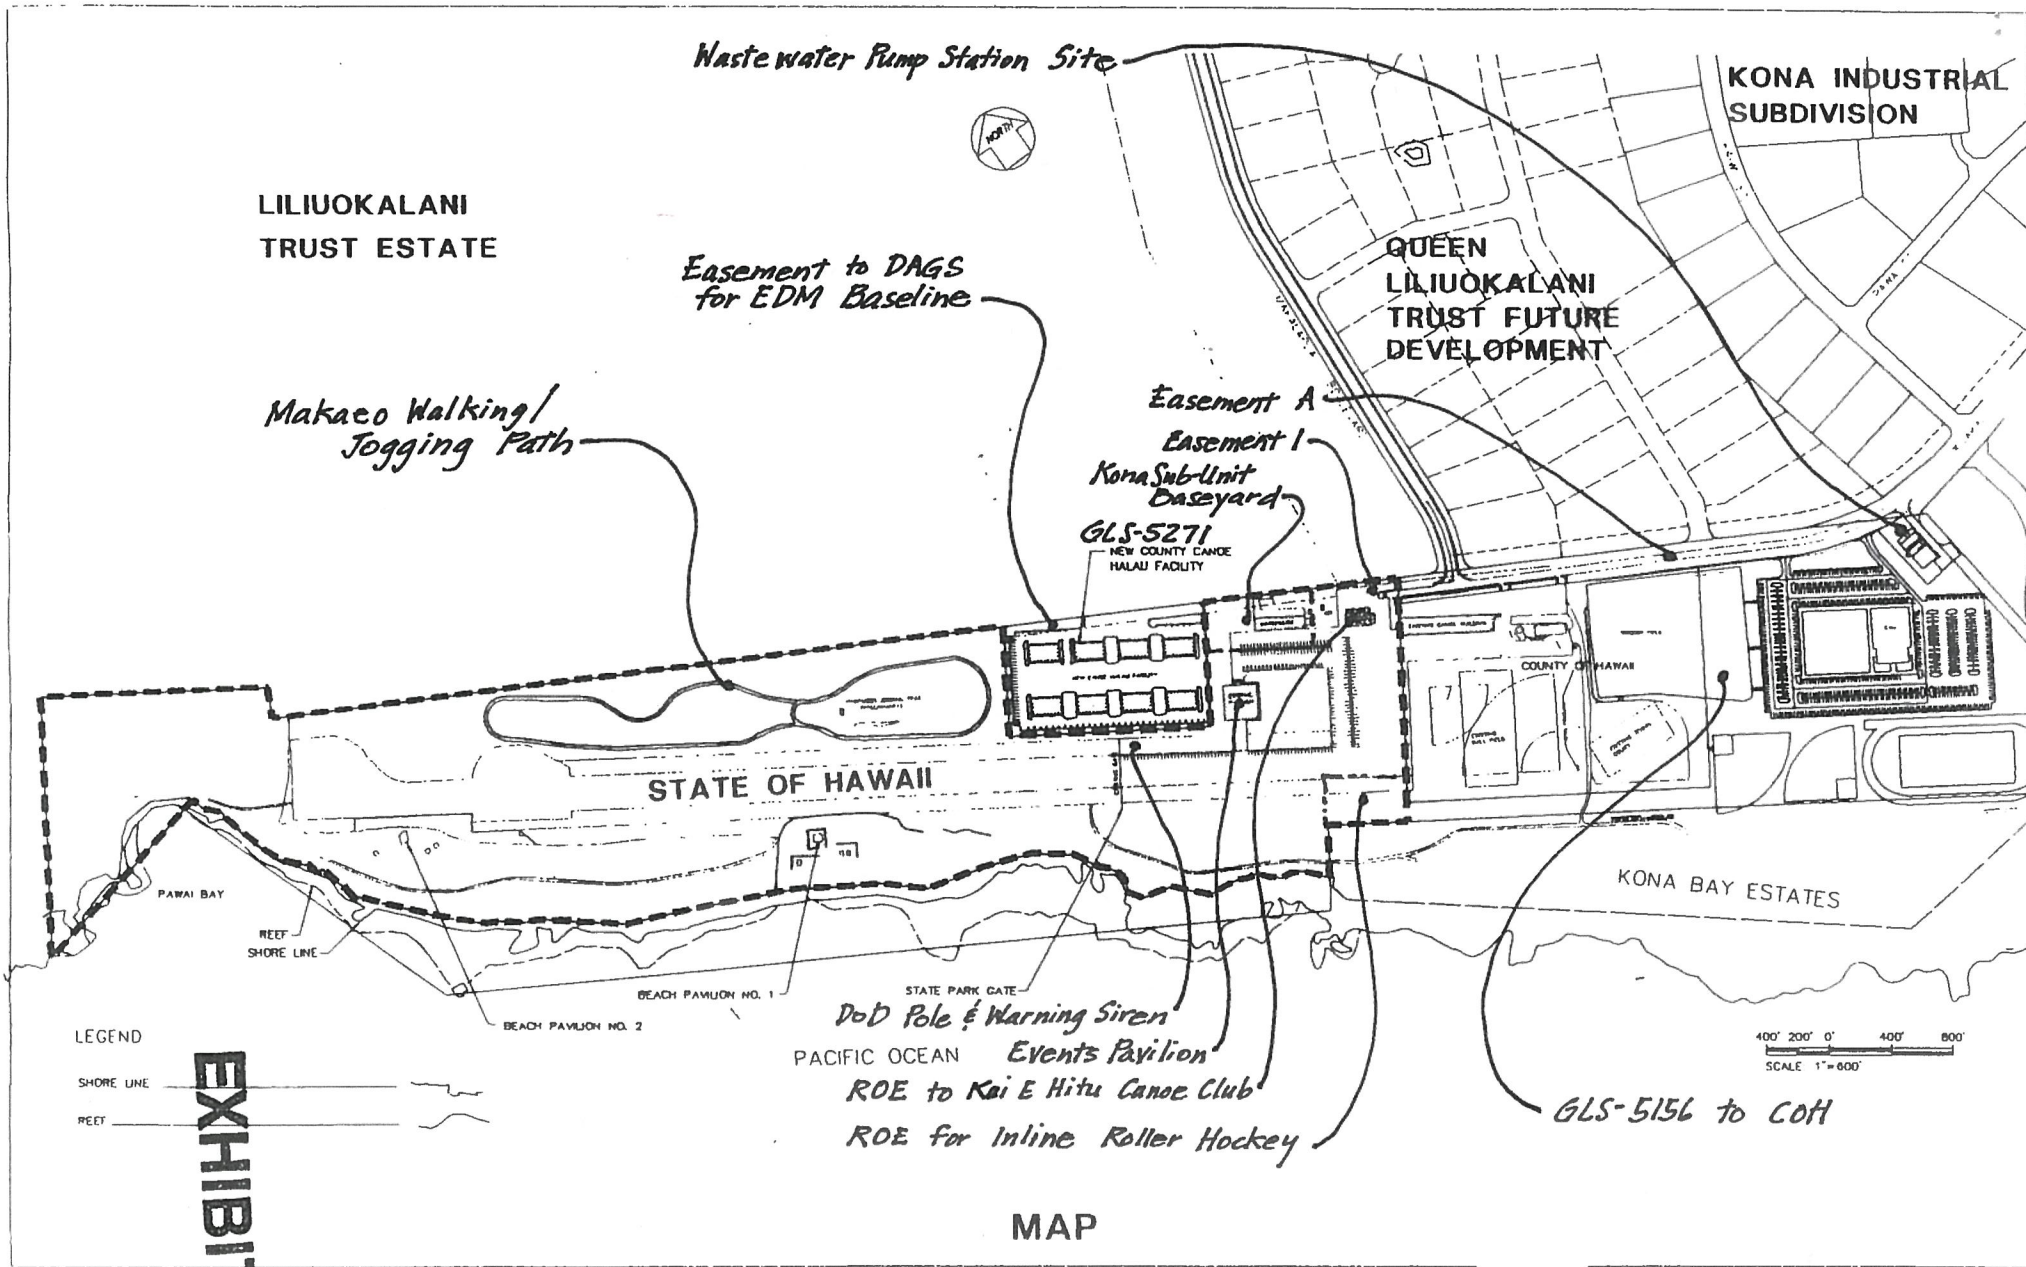 Wastewater Pump Station Site
KONA INDUSTRIAL
SUBDIVISION
NORTH
LILIUOKALANI
TRUST ESTATE
QUEEN
LILIUOKALANI
TRUST FUTURE
DEVELOPMENT
Easement to DAGS
for EDM Baseline
Makaeo Walking/
Jogging Path
Easement A
Easement 1
Kona Sub-Unit
Baseyard
GLS-5271
NEW COUNTY CANOE
HALAU FACILITY
COUNTY OF HAWAII
STATE OF HAWAII
KONA BAY ESTATES
PAWAI BAY
REEF
SHORE LINE
BEACH PAVILION NO. 1
BEACH PAVILION NO. 2
STATE PARK GATE
DoD Pole & Warning Siren
PACIFIC OCEAN
Events Pavilion
ROE to Kai E Hitu Canoe Club
ROE for Inline Roller Hockey
GLS-5156 to COH
400' 200' 0' 400' 800'
SCALE 1"=600'
LEGEND
SHORE LINE
REEF
EXHIBIT
MAP